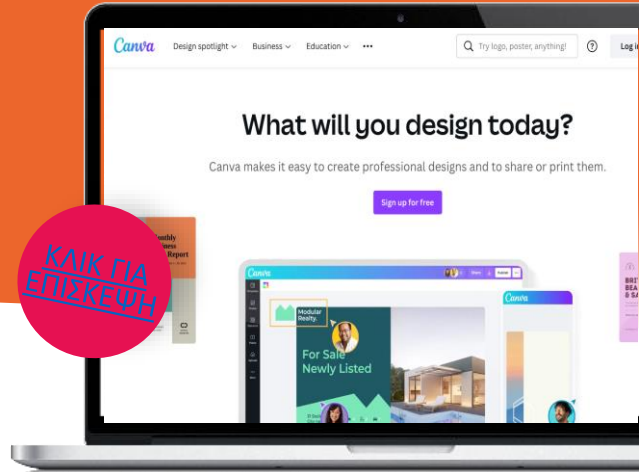 Canva
Design spotlight
Business
Education
Try logo, poster, anything!
?
What will you design today?
Canva makes it easy to create professional designs and to share or print them.
Sign up for free
ΚΛΙΚ ΓΙΑ
ΕΠΙΣΚΕΨΗ
Report
Canva
Share
Modular
Realty.
For Sale
Newly Listed
Canva